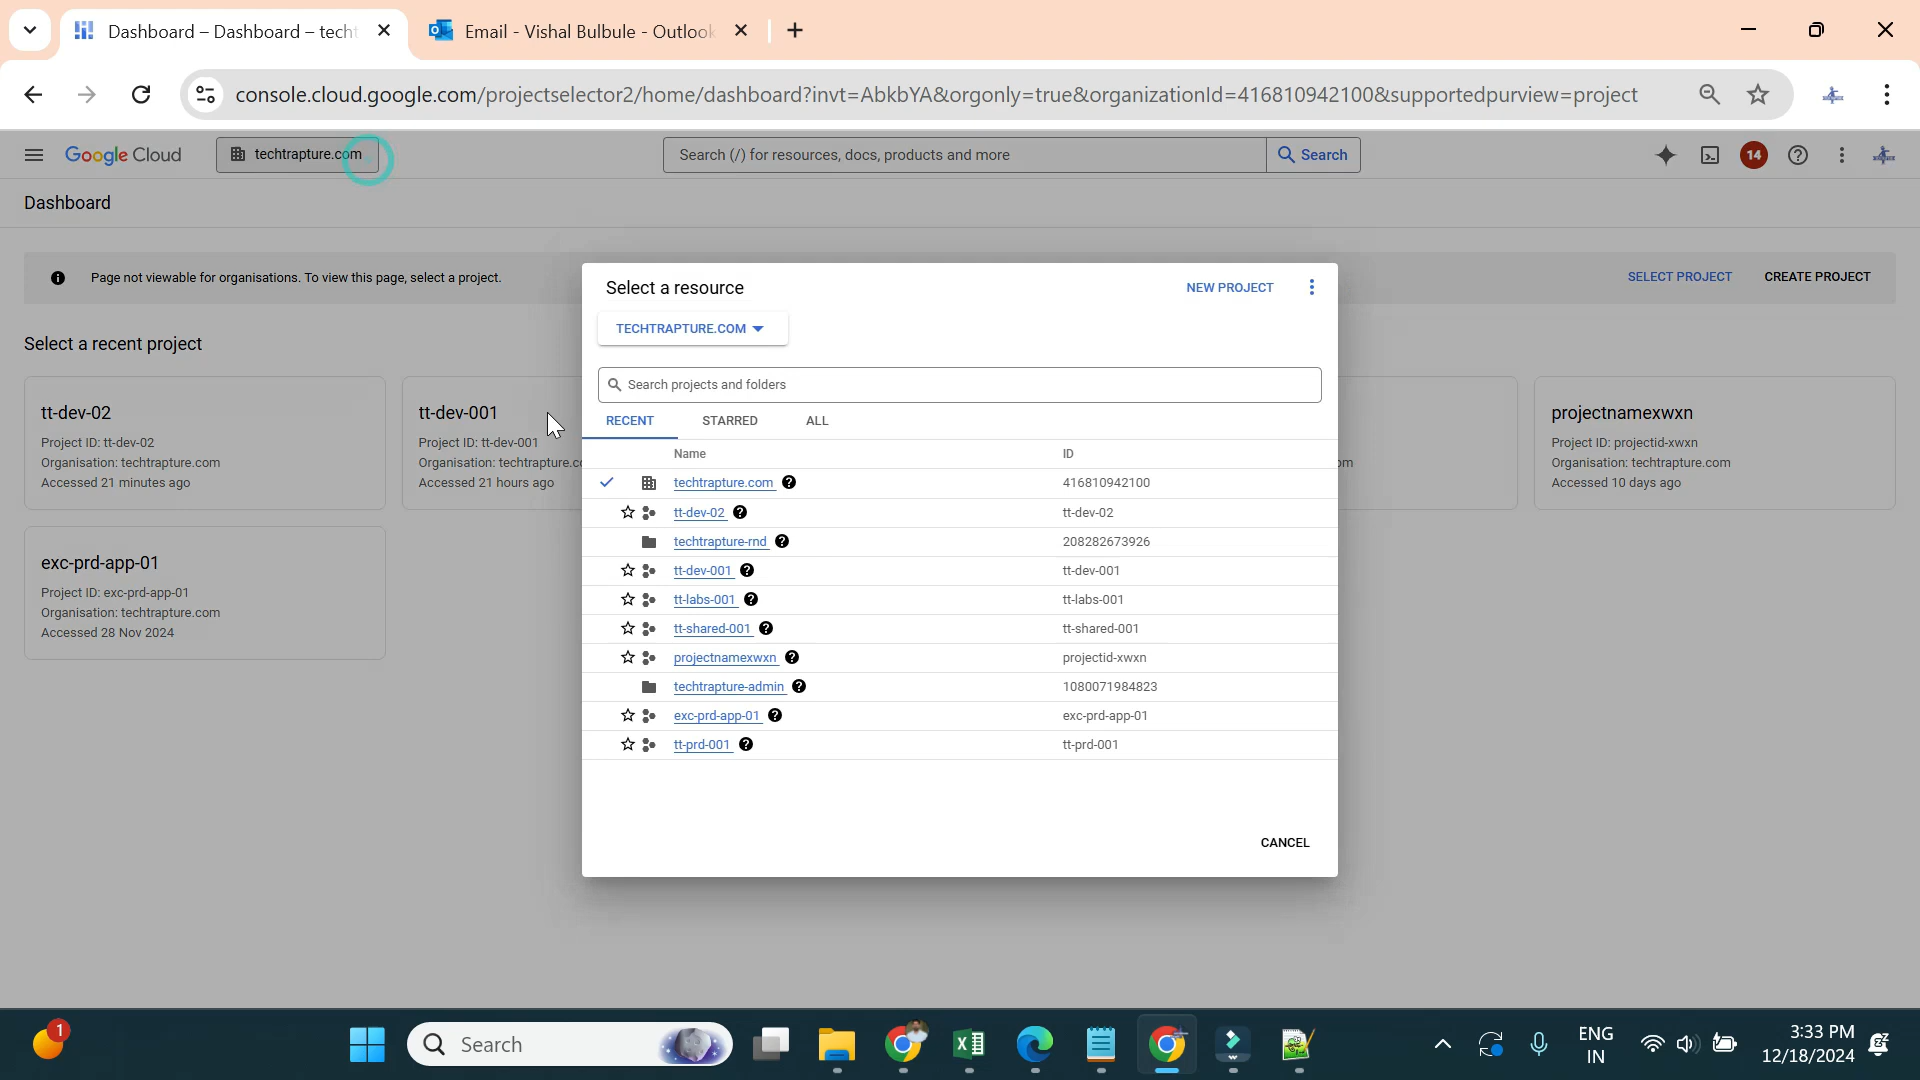 Dashboard – Dashboard – techt
Email - Vishal Bulbule - Outlook
console.cloud.google.com/projectselector2/home/dashboard?invt=AbkbYA&orgonly=true&organizationId=416810942100&supportedpurview=project
Google Cloud
techtrapture.com
Search (/) for resources, docs, products and more
Search
14
Dashboard
Page not viewable for organisations. To view this page, select a project.
SELECT PROJECT
CREATE PROJECT
Select a recent project
tt-dev-02
Project ID: tt-dev-02
Organisation: techtrapture.com
Accessed 21 minutes ago
tt-dev-001
Project ID: tt-dev-001
Organisation: techtrapture.co
Accessed 21 hours ago
om
projectnamexwxn
Project ID: projectid-xwxn
Organisation: techtrapture.com
Accessed 10 days ago
exc-prd-app-01
Project ID: exc-prd-app-01
Organisation: techtrapture.com
Accessed 28 Nov 2024
Select a resource
NEW PROJECT
TECHTRAPTURE.COM
Search projects and folders
RECENT STARRED ALL
Name ID
techtrapture.com 416810942100
tt-dev-02 tt-dev-02
techtrapture-rnd 208282673926
tt-dev-001 tt-dev-001
tt-labs-001 tt-labs-001
tt-shared-001 tt-shared-001
projectnamexwxn projectid-xwxn
techtrapture-admin 1080071984823
exc-prd-app-01 exc-prd-app-01
tt-prd-001 tt-prd-001
CANCEL
1
Search
ENG
IN
3:33 PM
12/18/2024